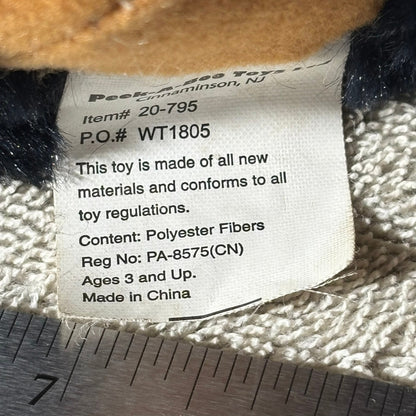 Peek-A-Boo Toys
Cinnaminson, NJ
Item# 20-795
P.O.# WT1805
This toy is made of all new
materials and conforms to all
toy regulations.
Content: Polyester Fibers
Reg No: PA-8575(CN)
Ages 3 and Up.
Made in China
7